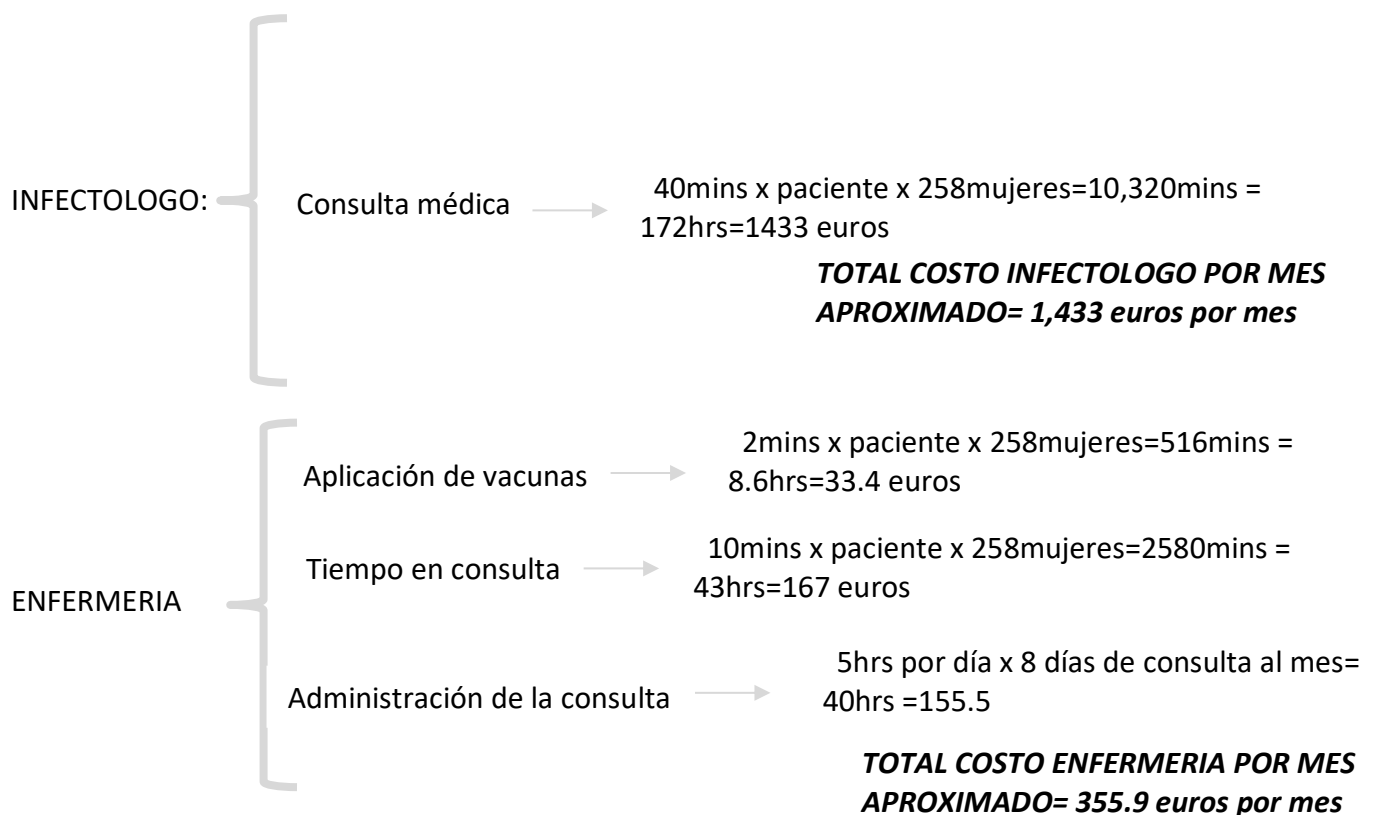 INFECTOLOGO:
Consulta médica
40mins x paciente x 258mujeres=10,320mins =
172hrs=1433 euros
TOTAL COSTO INFECTOLOGO POR MES
APROXIMADO= 1,433 euros por mes
ENFERMERIA
Aplicación de vacunas
2mins x paciente x 258mujeres=516mins =
8.6hrs=33.4 euros
Tiempo en consulta
10mins x paciente x 258mujeres=2580mins =
43hrs=167 euros
Administración de la consulta
5hrs por día x 8 días de consulta al mes=
40hrs =155.5
TOTAL COSTO ENFERMERIA POR MES
APROXIMADO= 355.9 euros por mes